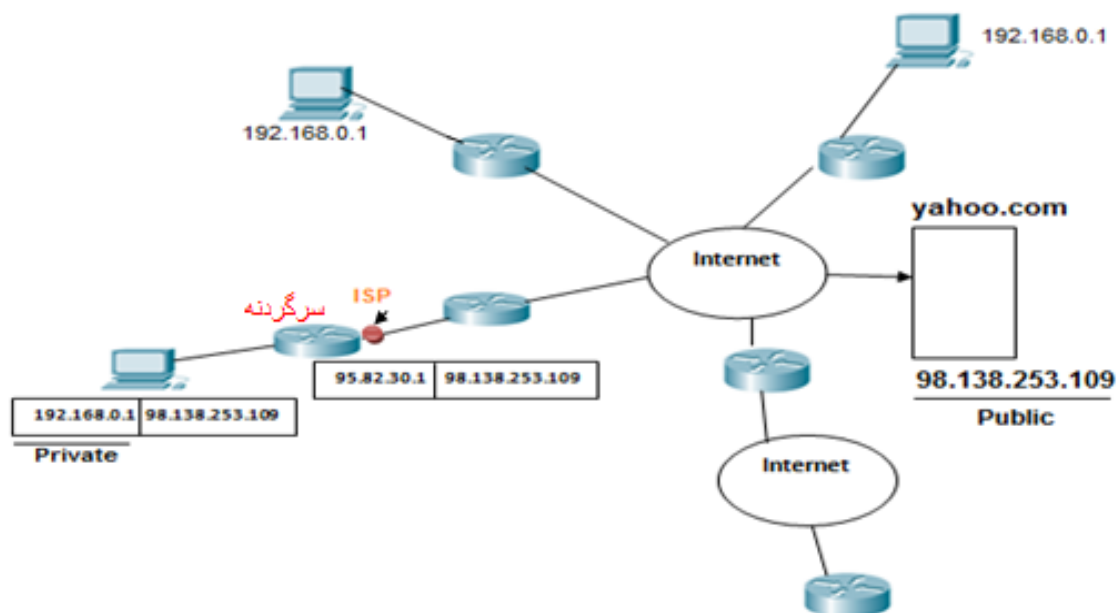 192.168.0.1
192.168.0.1
yahoo.com
Internet
ISP
سرگردنه
95.82.30.1 98.138.253.109
98.138.253.109
Public
192.168.0.1 98.138.253.109
Private
Internet